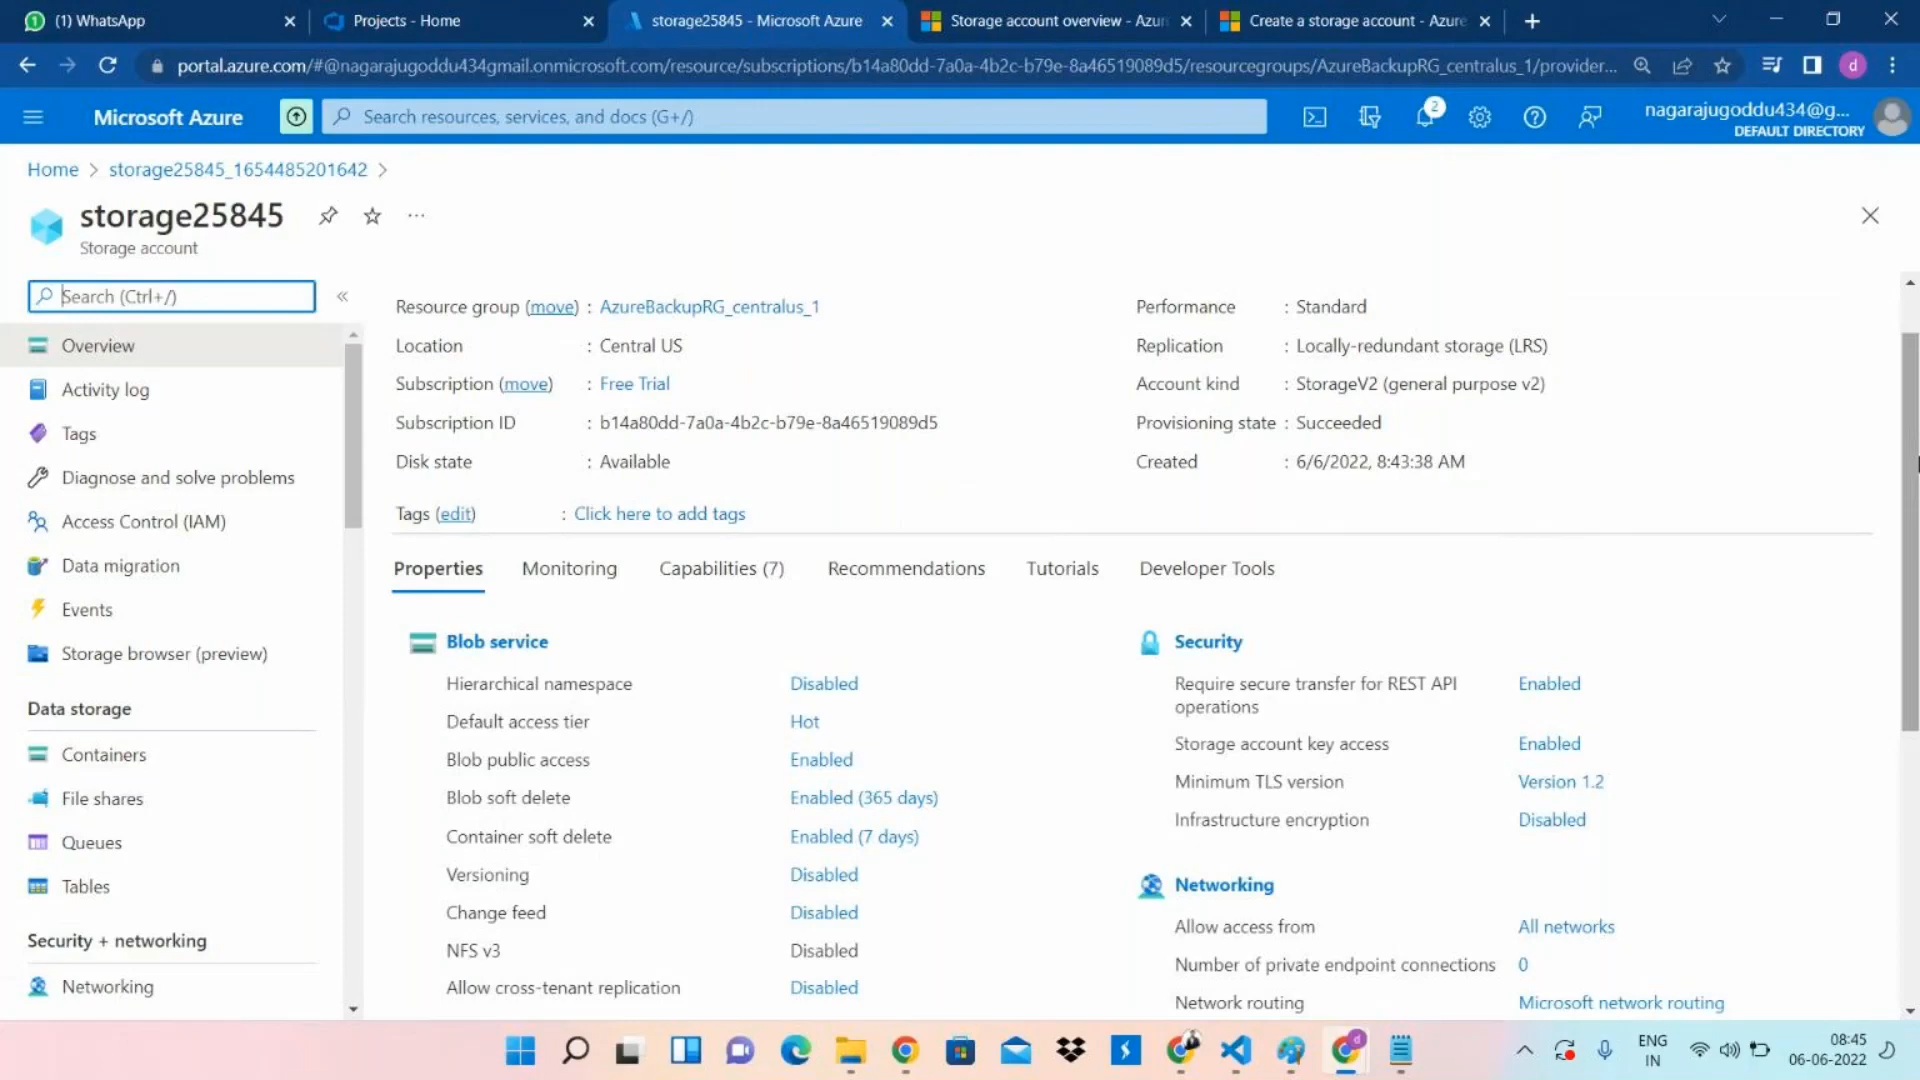 (1) WhatsApp
Projects - Home
storage25845 - Microsoft Azure
Storage account overview - Azur
Create a storage account - Azure
portal.azure.com/#@nagarajugoddu434gmail.onmicrosoft.com/resource/subscriptions/b14a80dd-7a0a-4b2c-b79e-8a46519089d5/resourcegroups/AzureBackupRG_centralus_1/provider...
d
Microsoft Azure
Search resources, services, and docs (G+/)
2
nagarajugoddu434@g...
DEFAULT DIRECTORY
Home > storage25845_1654485201642 >
storage25845
Storage account
Search (Ctrl+/)
Overview
Activity log
Tags
Diagnose and solve problems
Access Control (IAM)
Data migration
Events
Storage browser (preview)
Data storage
Containers
File shares
Queues
Tables
Security + networking
Networking
Resource group (move) : AzureBackupRG_centralus_1
Location : Central US
Subscription (move) : Free Trial
Subscription ID : b14a80dd-7a0a-4b2c-b79e-8a46519089d5
Disk state : Available
Performance : Standard
Replication : Locally-redundant storage (LRS)
Account kind : StorageV2 (general purpose v2)
Provisioning state : Succeeded
Created : 6/6/2022, 8:43:38 AM
Tags (edit) : Click here to add tags
Properties Monitoring Capabilities (7) Recommendations Tutorials Developer Tools
Blob service
Hierarchical namespace Disabled
Default access tier Hot
Blob public access Enabled
Blob soft delete Enabled (365 days)
Container soft delete Enabled (7 days)
Versioning Disabled
Change feed Disabled
NFS v3 Disabled
Allow cross-tenant replication Disabled
Security
Require secure transfer for REST API Enabled
operations
Storage account key access Enabled
Minimum TLS version Version 1.2
Infrastructure encryption Disabled
Networking
Allow access from All networks
Number of private endpoint connections 0
Network routing Microsoft network routing
ENG
IN
08:45
06-06-2022